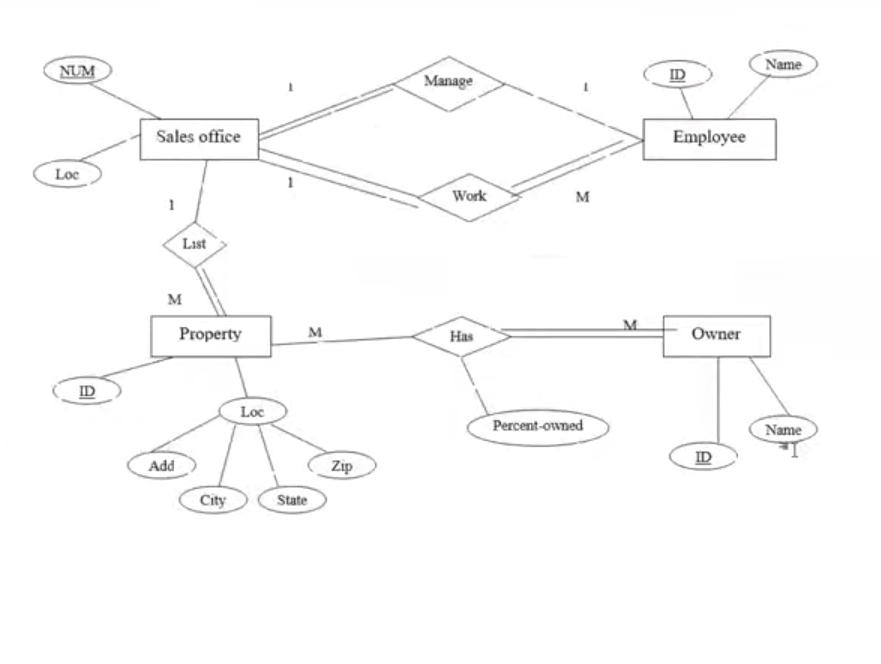 NUM
ID
Name
1
Manage
1
Sales office
Employee
Loc
1
Work
M
1
List
M
Property
M
Has
M
Owner
ID
Loc
Percent-owned
Name
ID
Add
Zip
City
State